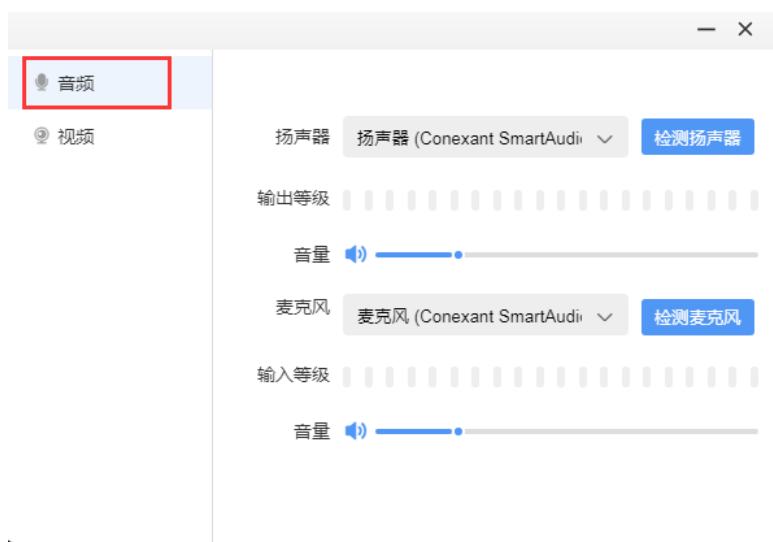 音频
视频
扬声器 扬声器 (Conexant SmartAudi 检测扬声器
输出等级
音量
麦克风 麦克风 (Conexant SmartAudi 检测麦克风
输入等级
音量